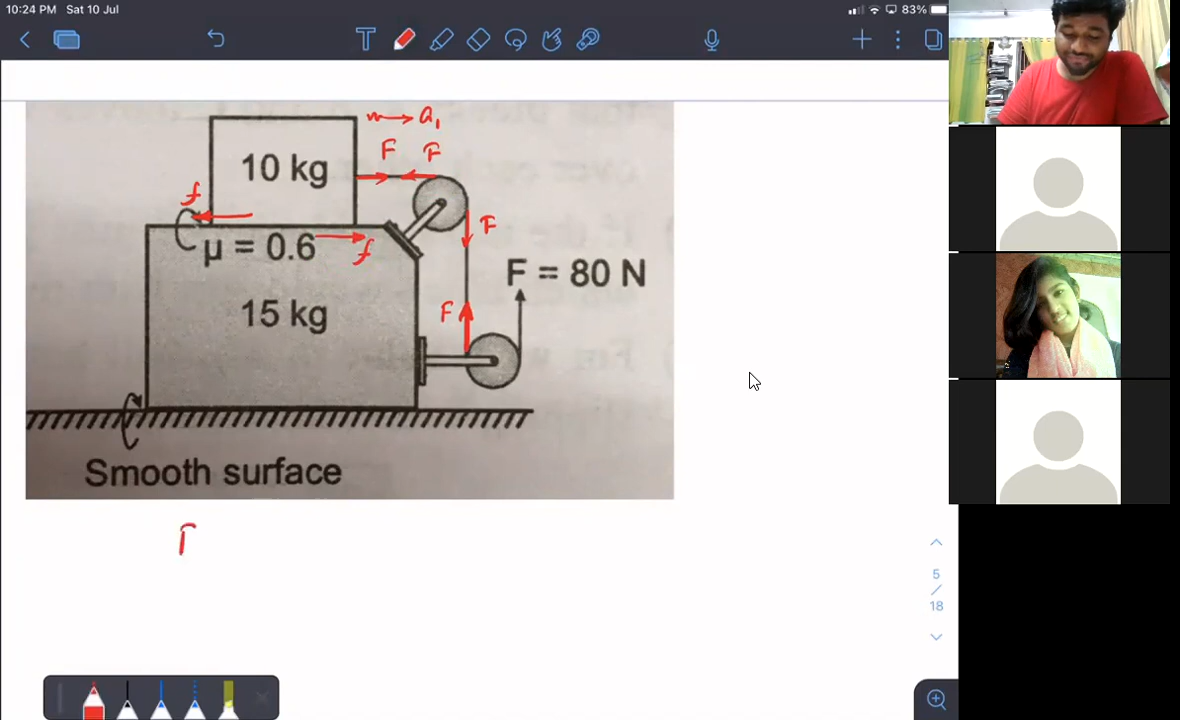 10:24 PM Sat 10 Jul
83%
T
m → a₁
10 kg
F F
f
F
μ = 0.6
f
F = 80 N
15 kg
F
Smooth surface
5
/
18